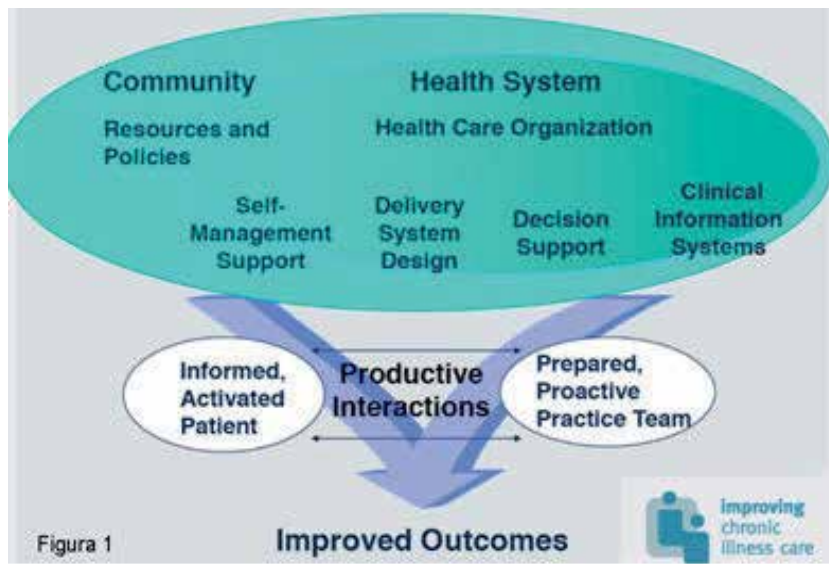 Community
Health System
Resources and
Policies
Health Care Organization
Self-
Management
Support
Delivery
System
Design
Decision
Support
Clinical
Information
Systems
Informed,
Activated
Patient
Productive
Interactions
Prepared,
Proactive
Practice Team
Improved Outcomes
Figura 1
improving
chronic
illness care